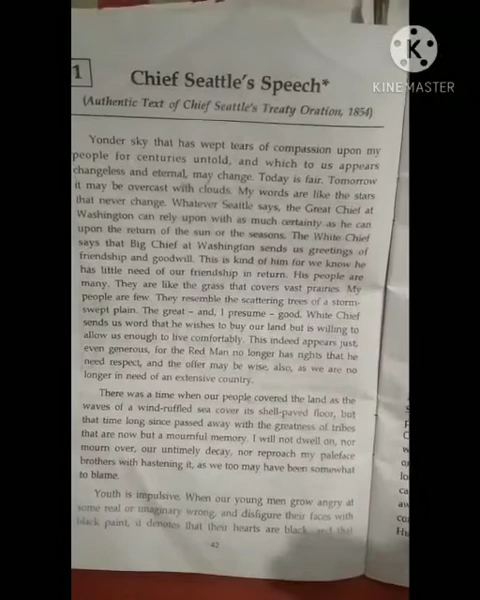 K
KINEMASTER
1
Chief Seattle's Speech*
(Authentic Text of Chief Seattle's Treaty Oration, 1854)
Yonder sky that has wept tears of compassion upon my
people for centuries untold, and which to us appears
changeless and eternal, may change. Today is fair. Tomorrow
it may be overcast with clouds. My words are like the stars
that never change. Whatever Seattle says, the Great Chief at
Washington can rely upon with as much certainty as he can
upon the return of the sun or the seasons. The White Chief
says that Big Chief at Washington sends us greetings of
friendship and goodwill. This is kind of him for we know he
has little need of our friendship in return. His people are
many. They are like the grass that covers vast prairies. My
people are few. They resemble the scattering trees of a storm-
swept plain. The great – and, I presume – good. White Chief
sends us word that he wishes to buy our land but is willing to
allow us enough to live comfortably. This indeed appears just,
even generous, for the Red Man no longer has rights that he
need respect, and the offer may be wise, also, as we are no
longer in need of an extensive country.
There was a time when our people covered the land as the
waves of a wind-ruffled sea cover its shell-paved floor, but
that time long since passed away with the greatness of tribes
that are now but a mournful memory. I will not dwell on, nor
mourn over, our untimely decay, nor reproach my paleface
brothers with hastening it, as we too may have been somewhat
to blame.
Youth is impulsive. When our young men grow angry at
some real or imaginary wrong, and disfigure their faces with
black paint, it denotes that their hearts are black, and that
42